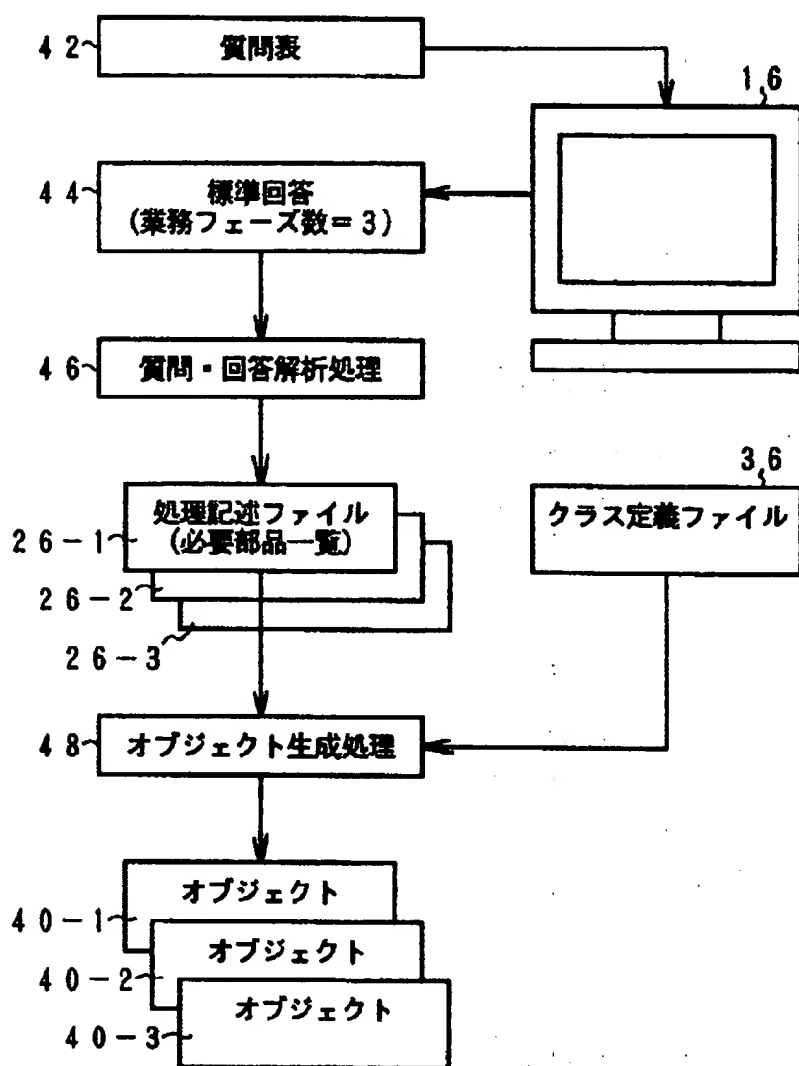 42
質問表
16
44
標準回答
(業務フェーズ数=3)
46
質問・回答解析処理
36
処理記述ファイル
(必要部品一覧)
クラス定義ファイル
26-1
26-2
26-3
48
オブジェクト生成処理
オブジェクト
40-1
オブジェクト
40-2
オブジェクト
40-3